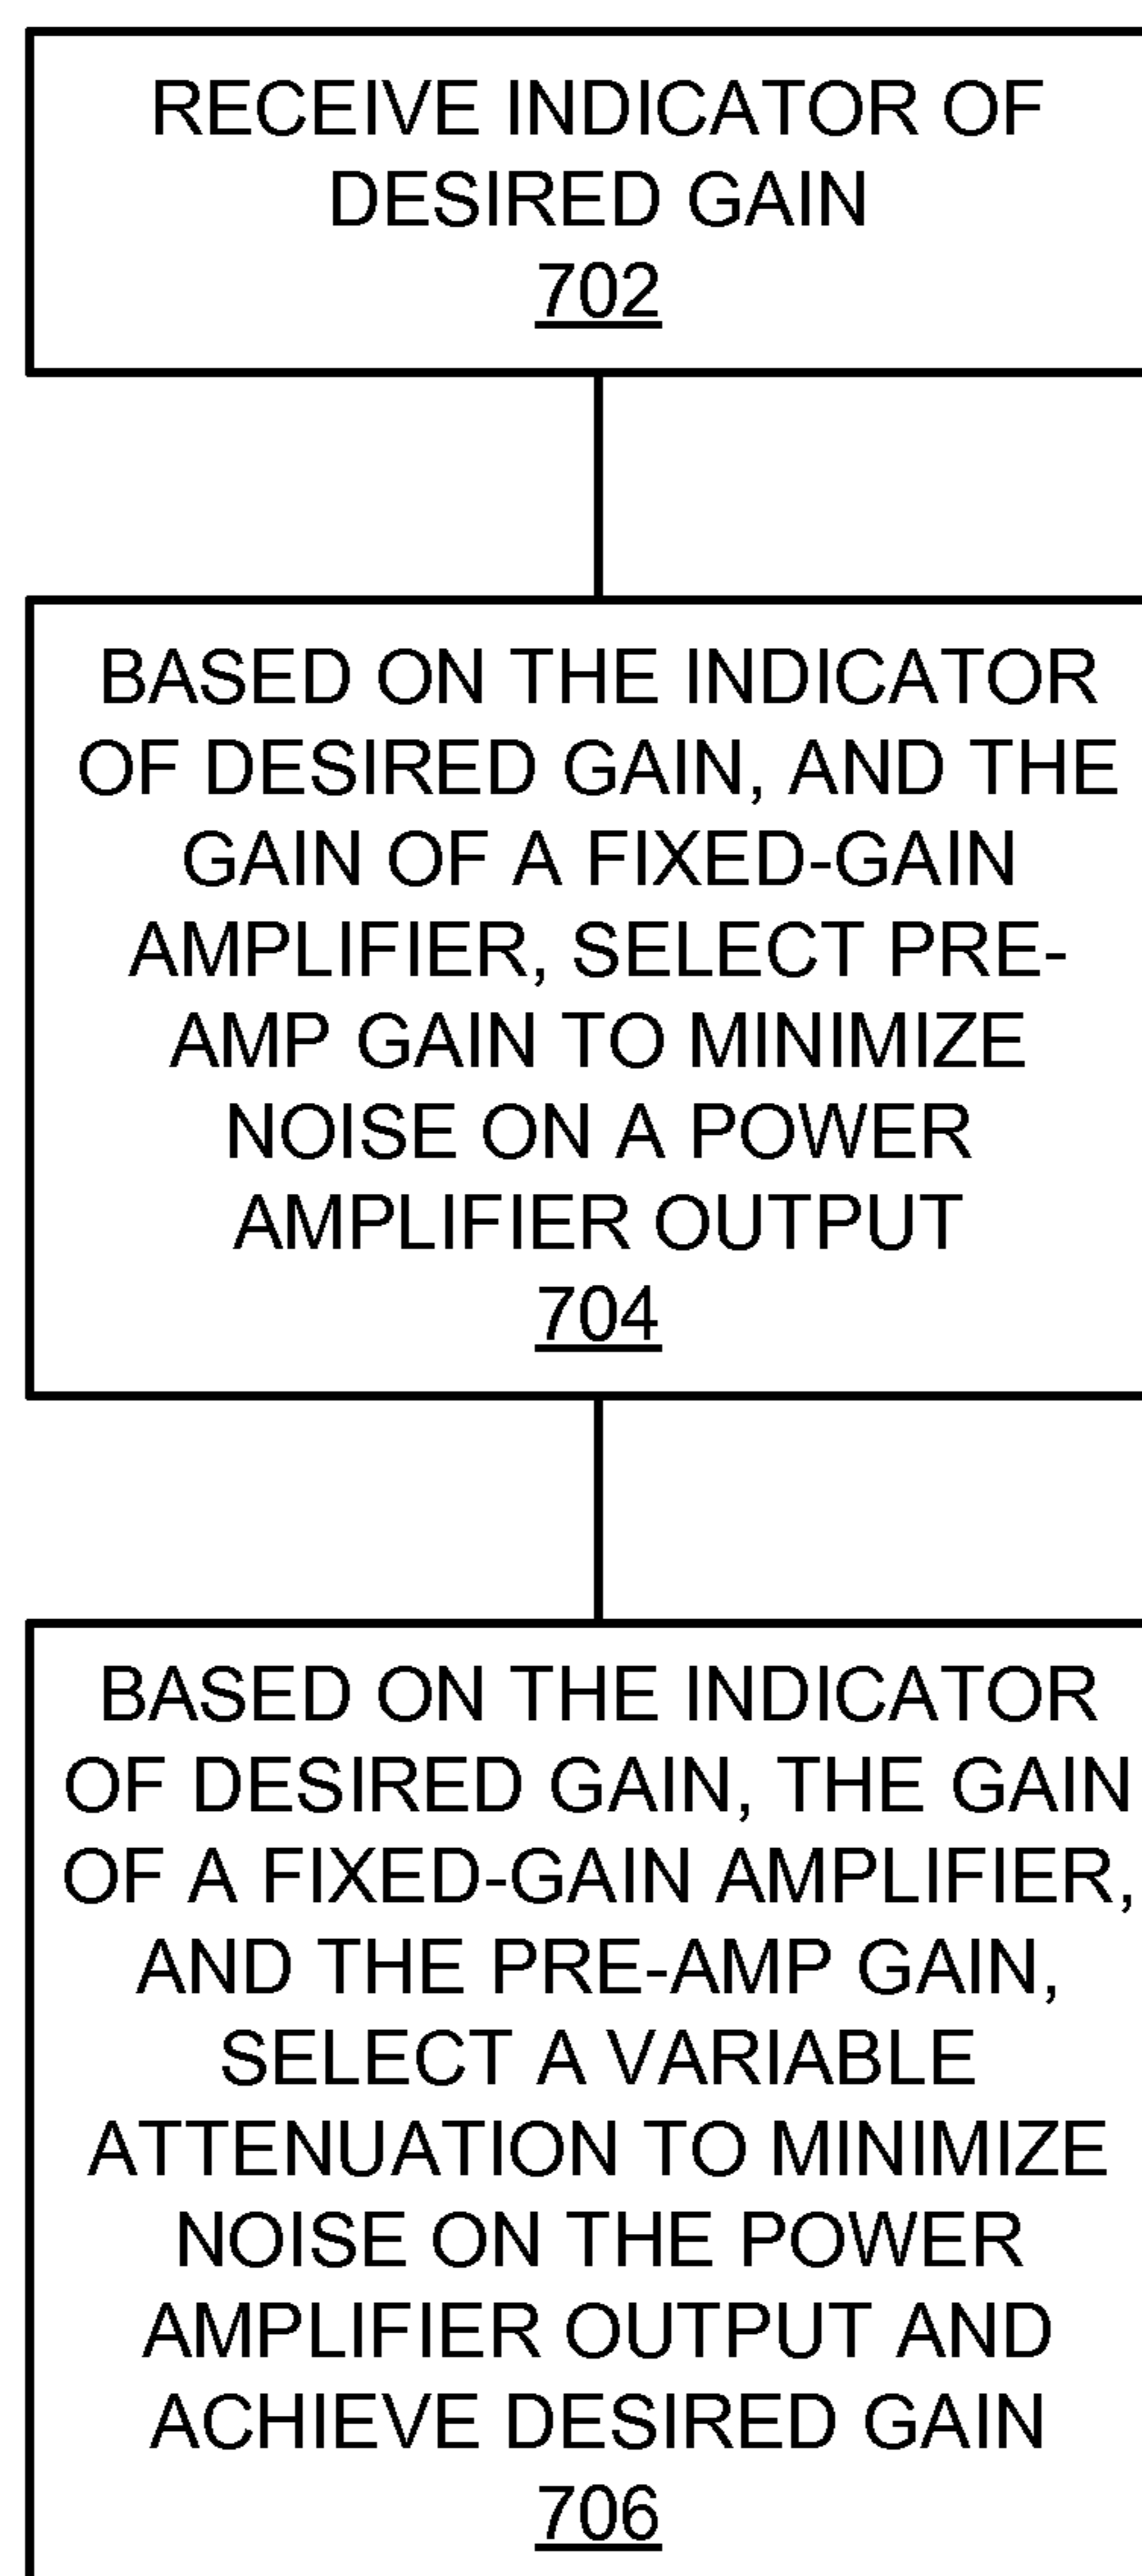 RECEIVE INDICATOR OF
DESIRED GAIN
702
BASED ON THE INDICATOR
OF DESIRED GAIN, AND THE
GAIN OF A FIXED-GAIN
AMPLIFIER, SELECT PRE-
AMP GAIN TO MINIMIZE
NOISE ON A POWER
AMPLIFIER OUTPUT
704
BASED ON THE INDICATOR
OF DESIRED GAIN, THE GAIN
OF A FIXED-GAIN AMPLIFIER,
AND THE PRE-AMP GAIN,
SELECT A VARIABLE
ATTENUATION TO MINIMIZE
NOISE ON THE POWER
AMPLIFIER OUTPUT AND
ACHIEVE DESIRED GAIN
706